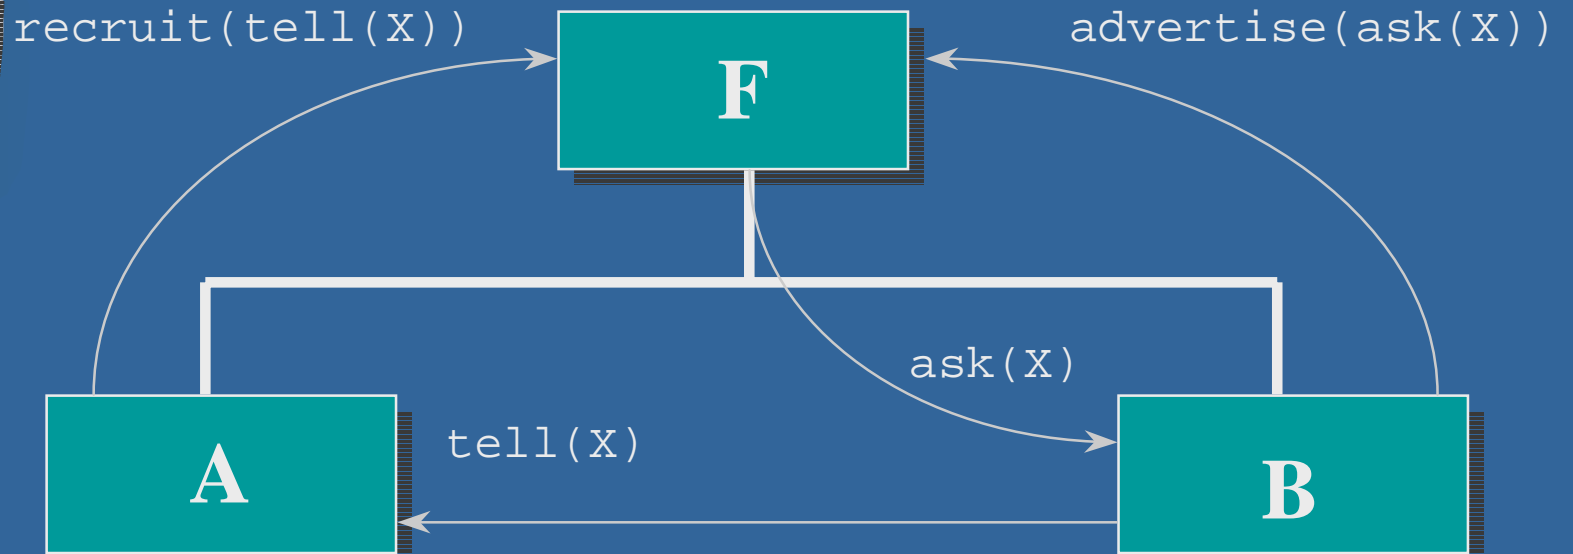 recruit(tell(X))
advertise(ask(X))
F
ask(X)
tell(X)
A
B